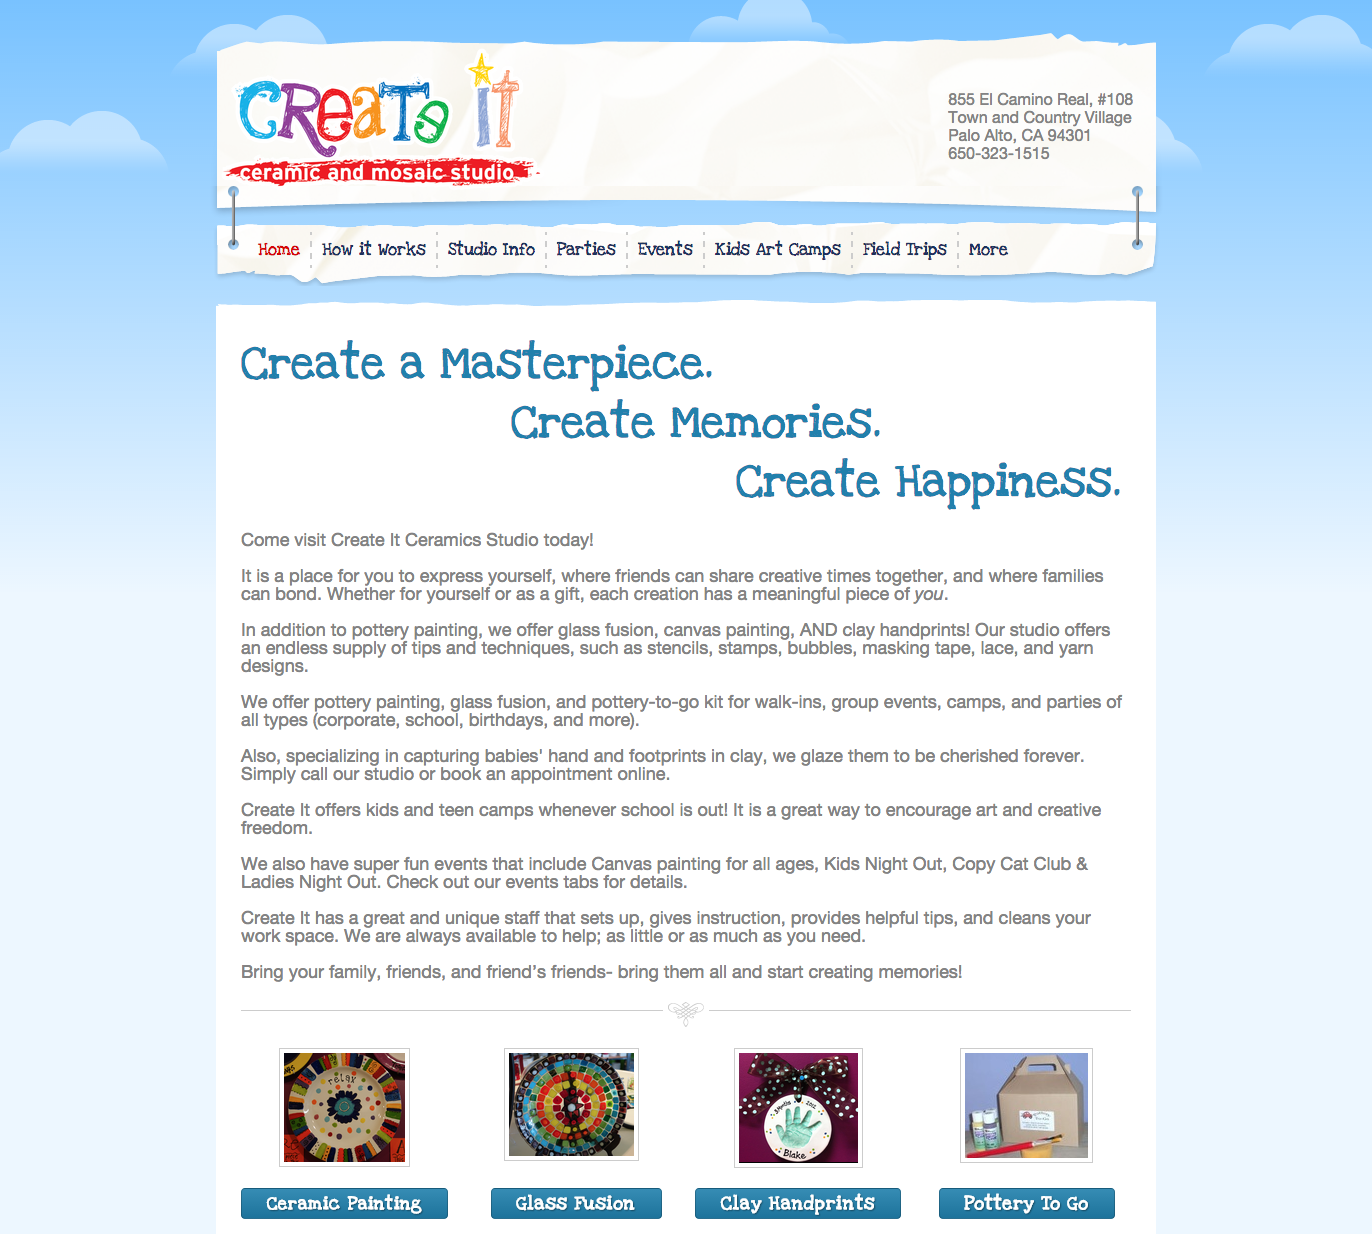 CReaTe iT
ceramic and mosaic studio
855 El Camino Real, #108
Town and Country Village
Palo Alto, CA 94301
650-323-1515
Home How it Works Studio Info Parties Events Kids Art Camps Field Trips More
Create a Masterpiece.
Create Memories.
Create Happiness.
Come visit Create It Ceramics Studio today!
It is a place for you to express yourself, where friends can share creative times together, and where families
can bond. Whether for yourself or as a gift, each creation has a meaningful piece of you.
In addition to pottery painting, we offer glass fusion, canvas painting, AND clay handprints! Our studio offers
an endless supply of tips and techniques, such as stencils, stamps, bubbles, masking tape, lace, and yarn
designs.
We offer pottery painting, glass fusion, and pottery-to-go kit for walk-ins, group events, camps, and parties of
all types (corporate, school, birthdays, and more).
Also, specializing in capturing babies' hand and footprints in clay, we glaze them to be cherished forever.
Simply call our studio or book an appointment online.
Create It offers kids and teen camps whenever school is out! It is a great way to encourage art and creative
freedom.
We also have super fun events that include Canvas painting for all ages, Kids Night Out, Copy Cat Club &
Ladies Night Out. Check out our events tabs for details.
Create It has a great and unique staff that sets up, gives instruction, provides helpful tips, and cleans your
work space. We are always available to help; as little or as much as you need.
Bring your family, friends, and friend’s friends- bring them all and start creating memories!
relax
3 Months 2012
Blake
Ceramic Painting Glass Fusion Clay Handprints Pottery To Go